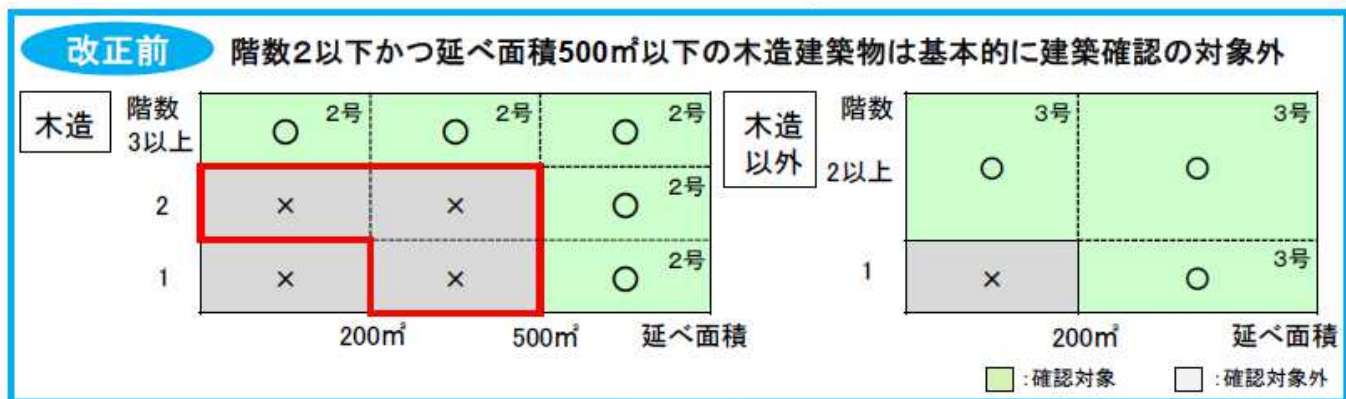 改正前 階数2以下かつ延べ面積500㎡以下の木造建築物は基本的に建築確認の対象外
木造
階数
3以上
○ 2号 ○ 2号 ○ 2号
2 × × ○ 2号
1 × × ○ 2号
200㎡ 500㎡ 延べ面積
木造
以外
階数
2以上
○ 3号 ○ 3号
1 × ○ 3号
200㎡ 延べ面積
:確認対象 :確認対象外